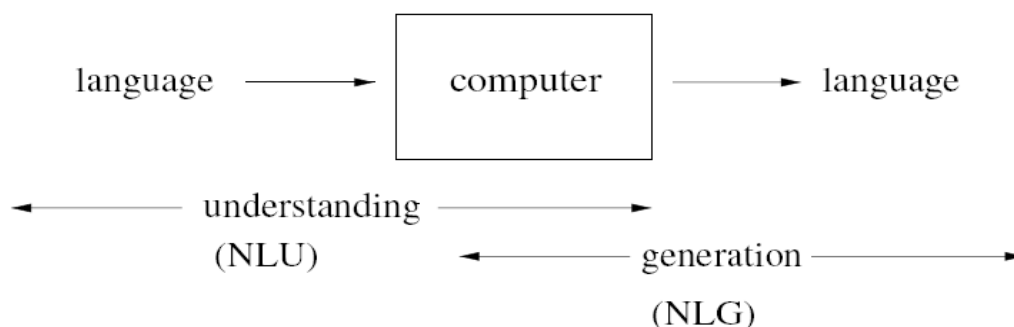 language computer language
understanding
(NLU)
generation
(NLG)